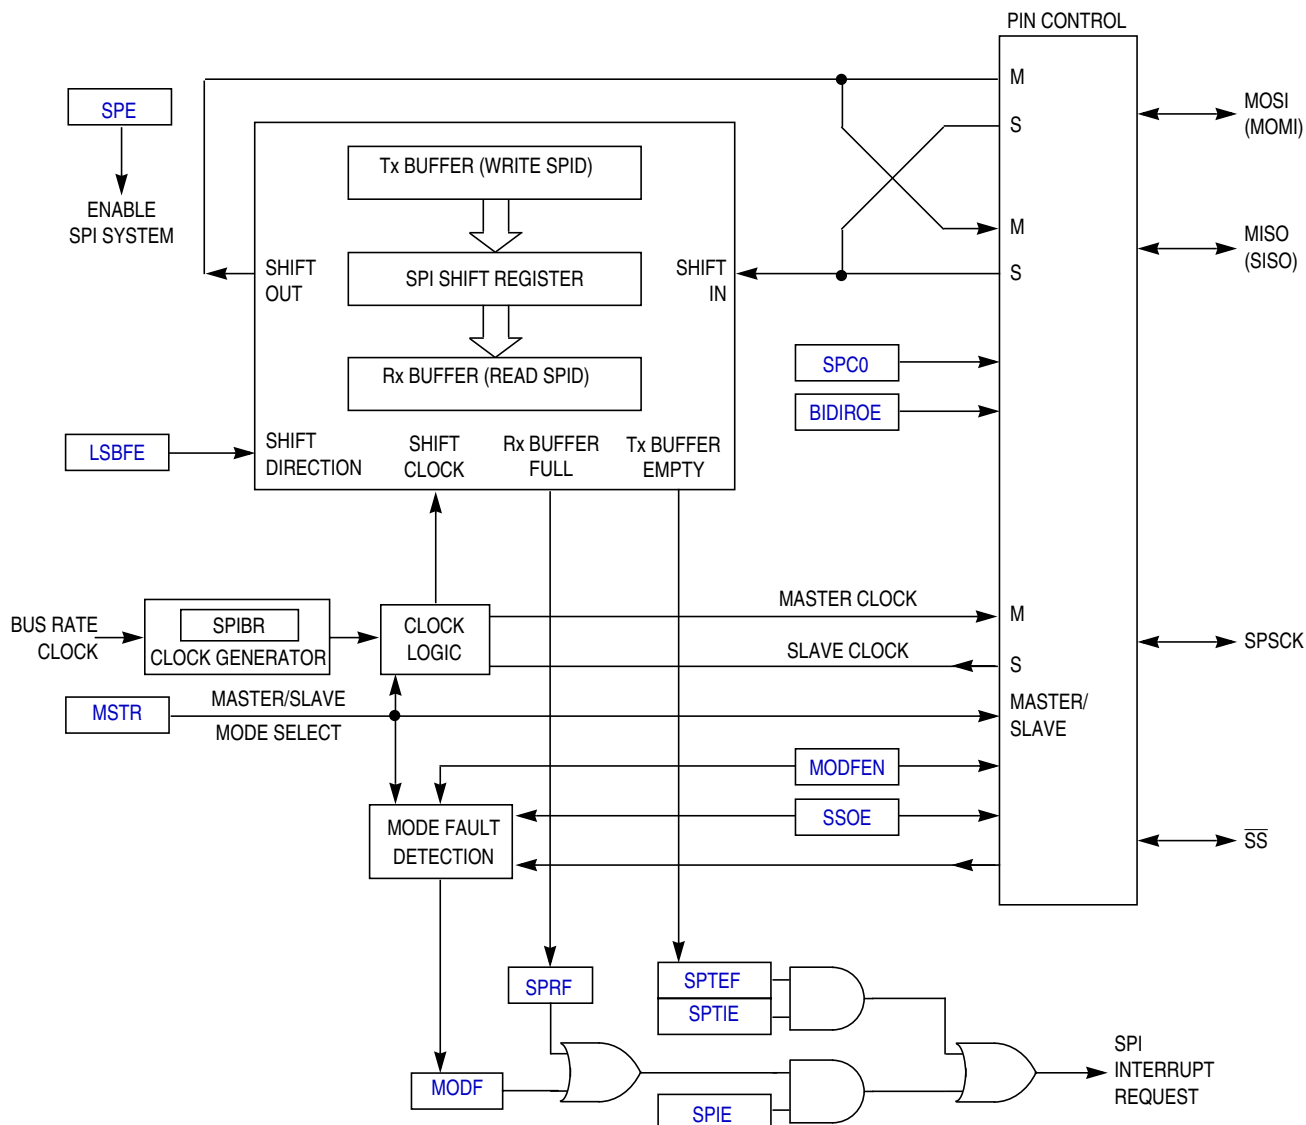 PIN CONTROL
M
SPE
MOSI
(MOMI)
S
Tx BUFFER (WRITE SPID)
ENABLE
SPI SYSTEM
M
MISO
(SISO)
SHIFT
OUT
SPI SHIFT REGISTER
SHIFT
IN
S
SPC0
Rx BUFFER (READ SPID)
BIDIROE
LSBFE
SHIFT
DIRECTION
SHIFT
CLOCK
Rx BUFFER
FULL
Tx BUFFER
EMPTY
MASTER CLOCK
M
BUS RATE
CLOCK
SPIBR
CLOCK GENERATOR
CLOCK
LOGIC
SLAVE CLOCK
S
SPSCK
MSTR
MASTER/SLAVE
MODE SELECT
MASTER/
SLAVE
MODFEN
SSOE
MODE FAULT
DETECTION
SS
SPRF
SPTEF
SPTIE
SPI
INTERRUPT
REQUEST
MODF
SPIE